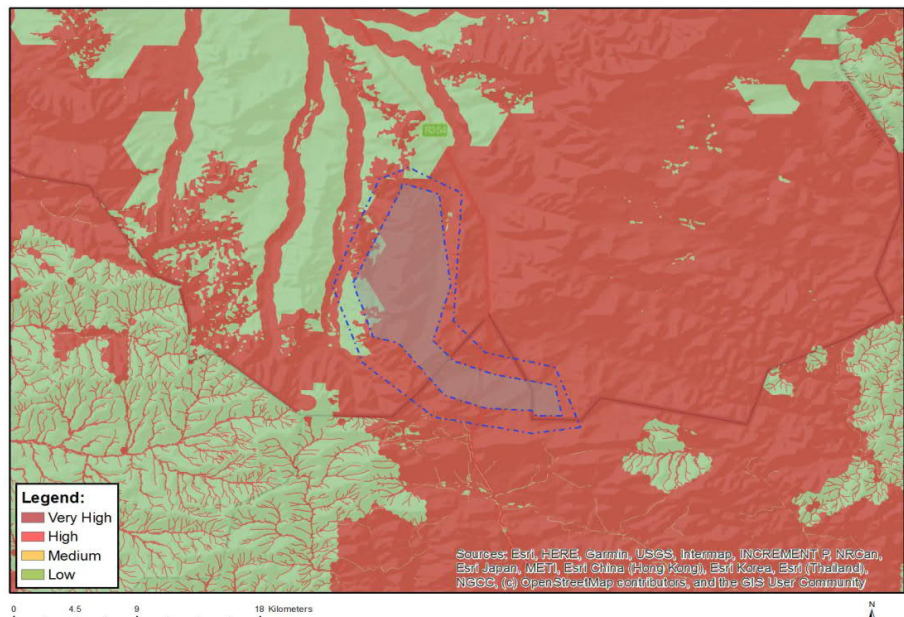 R354
Legend:
Very High
High
Medium
Low
Sources: Esri, HERE, Garmin, USGS, Intermap, INCREMENT P, NRCan,
Esri Japan, METI, Esri China (Hong Kong), Esri Korea, Esri (Thailand),
NGCC, (c) OpenStreetMap contributors, and the GIS User Community
0 4.5 9 18 Kilometers
N